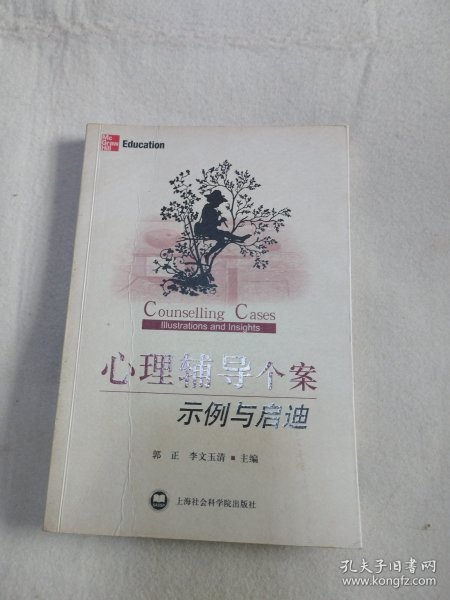 Mc
Graw
Hill
Education
Counselling Cases
Illustrations and Insights
心理辅导个案
示例与启迪
郭正 李文玉清 ■ 主编
上海社会科学院出版社
孔夫子旧书网
www.kongfz.com